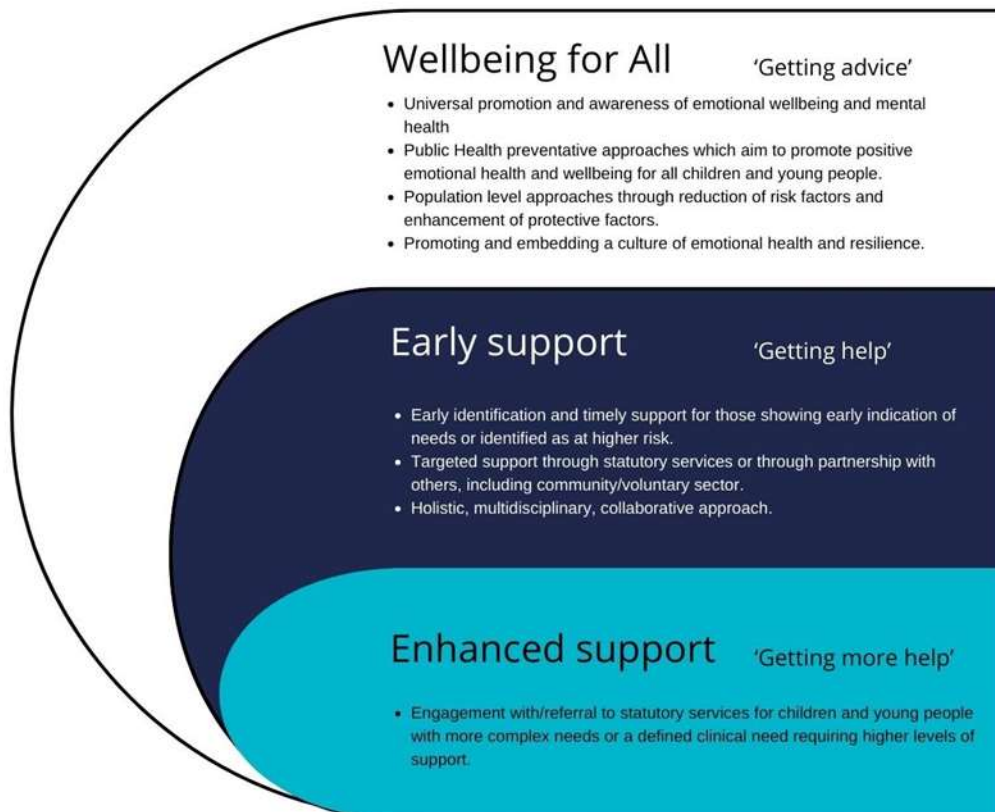 Wellbeing for All
'Getting advice'
• Universal promotion and awareness of emotional wellbeing and mental
health
• Public Health preventative approaches which aim to promote positive
emotional health and wellbeing for all children and young people.
• Population level approaches through reduction of risk factors and
enhancement of protective factors.
• Promoting and embedding a culture of emotional health and resilience.
Early support
‘Getting help’
• Early identification and timely support for those showing early indication of
needs or identified as at higher risk.
• Targeted support through statutory services or through partnership with
others, including community/voluntary sector.
• Holistic, multidisciplinary, collaborative approach.
Enhanced support
‘Getting more help’
• Engagement with/referral to statutory services for children and young people
with more complex needs or a defined clinical need requiring higher levels of
support.